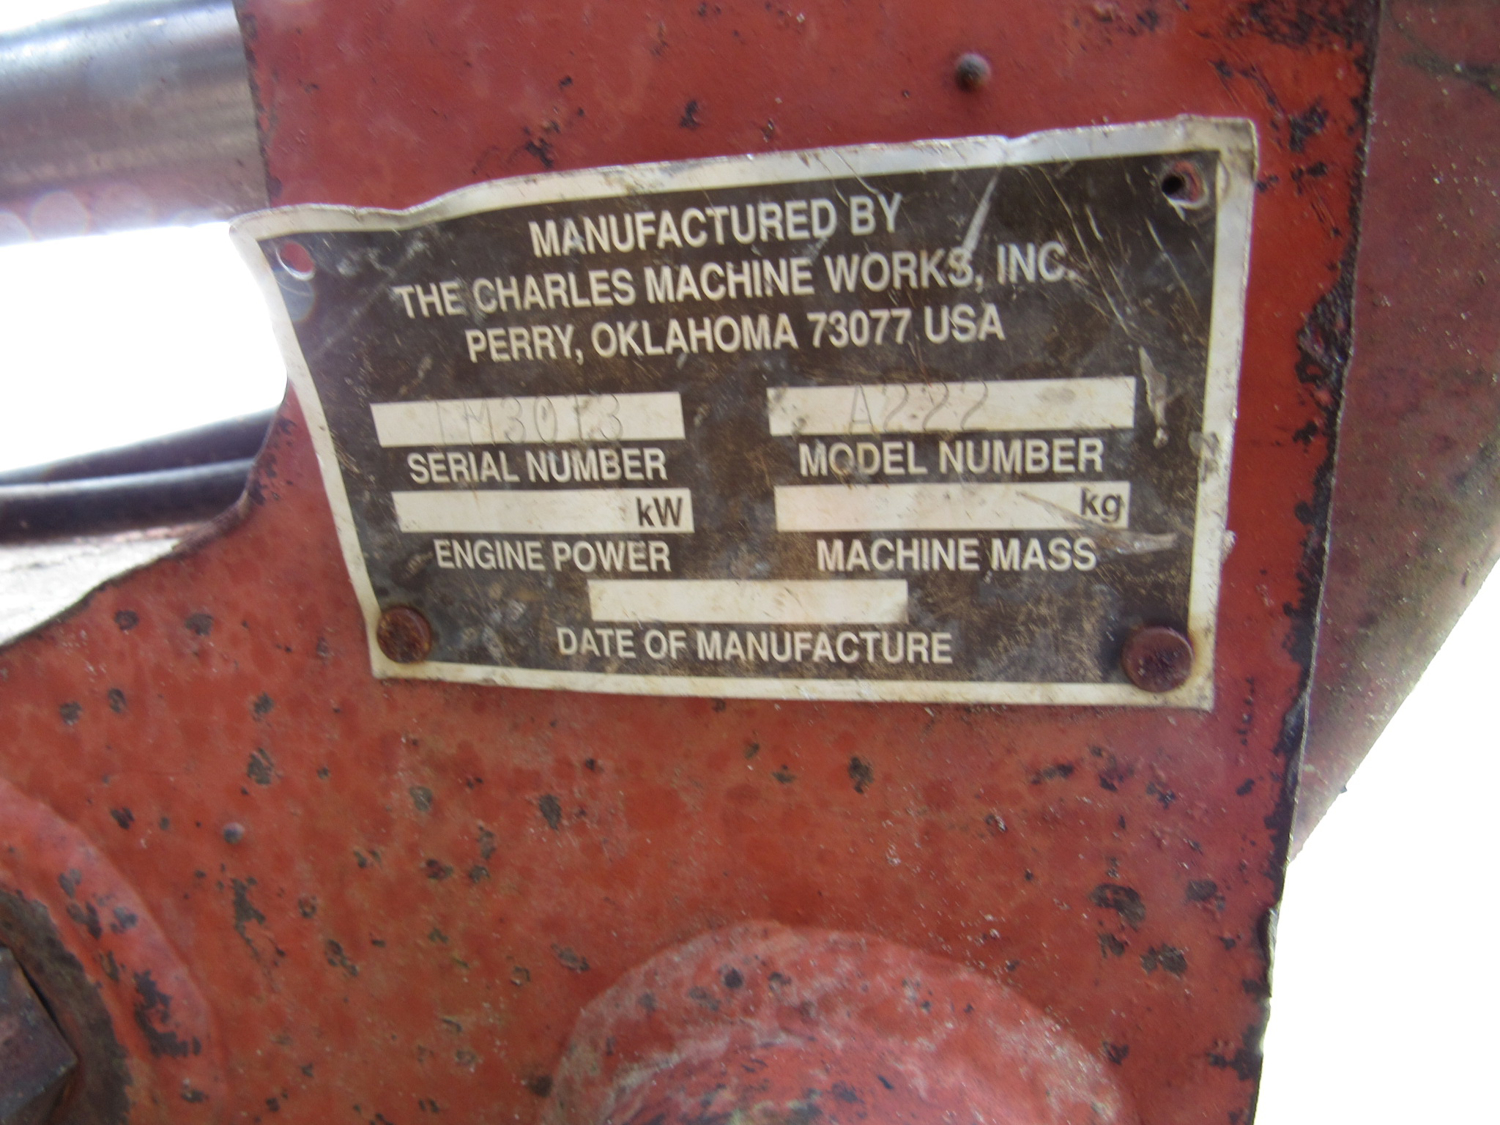 MANUFACTURED BY
THE CHARLES MACHINE WORKS, INC.
PERRY, OKLAHOMA 73077 USA
A222
SERIAL NUMBER MODEL NUMBER
kW kg
ENGINE POWER MACHINE MASS
DATE OF MANUFACTURE